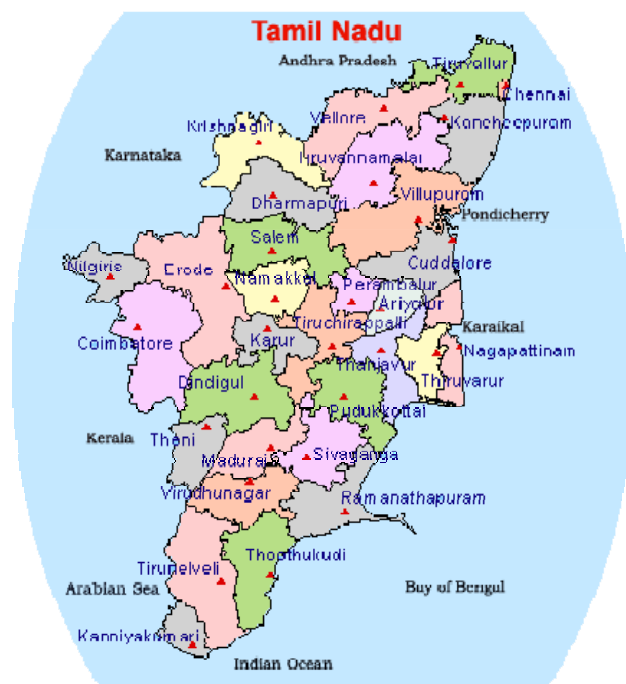 Tamil Nadu
Andhra Pradesh
Tiruvallur
Chennai
Vellore
Kancheepuram
Krishnagiri
Karnataka
Tiruvannamalai
Villupuram
Dharmapuri
Pondicherry
Salem
Cuddalore
Nilgiris
Erode
Namakkal
Perambalur
Ariyalur
Tiruchirappalli
Karaikal
Karur
Coimbatore
Nagapattinam
Thanjavur
Thiruvarur
Dindigul
Pudukkottai
Kerala
Theni
Madurai
Sivaganga
Virudhunagar
Ramanathapuram
Thoothukudi
Tirunelveli
Arabian Sea
Bay of Bengul
Kanniyakumari
Indian Ocean